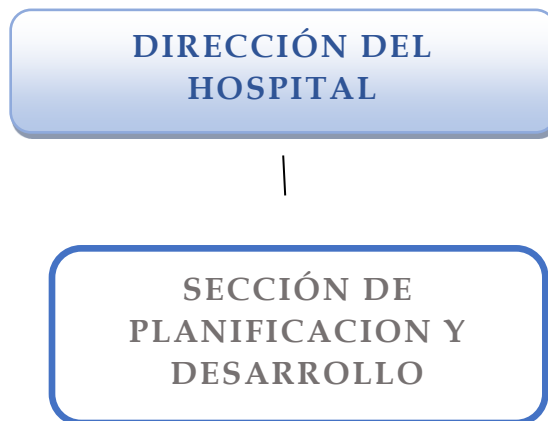 DIRECCIÓN DEL
HOSPITAL
SECCIÓN DE
PLANIFICACION Y
DESARROLLO